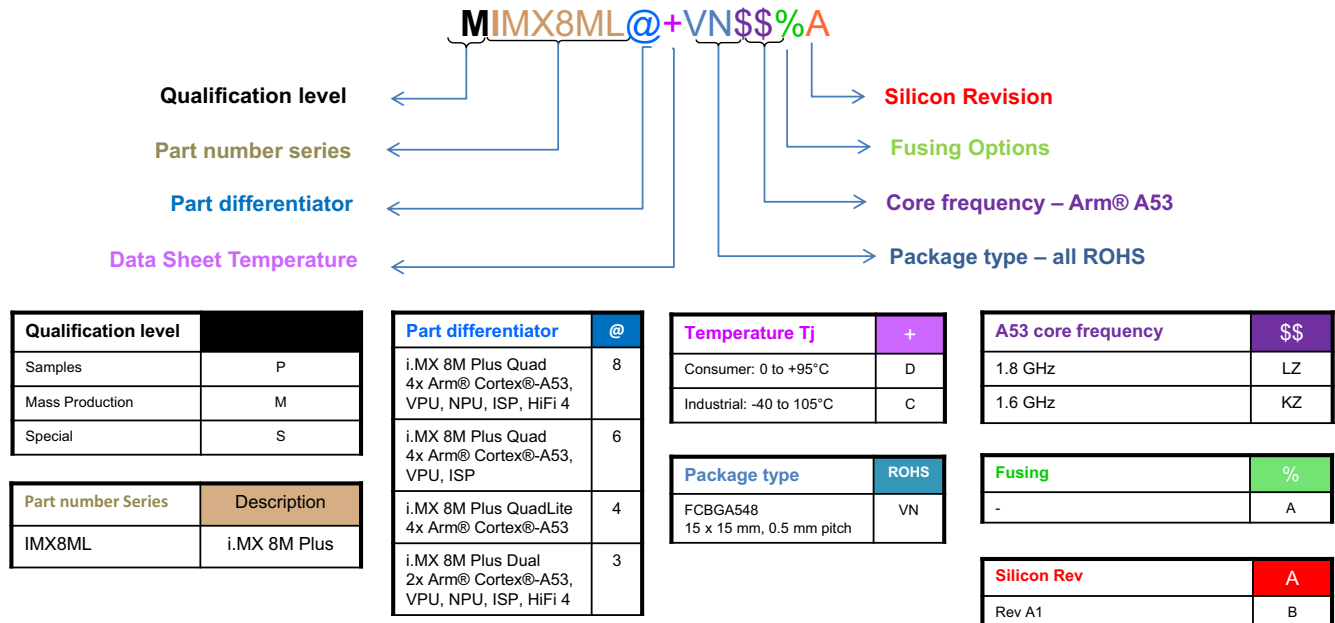 MIMX8ML@+VN$$%A
Qualification level
Silicon Revision
Part number series
Fusing Options
Part differentiator
Core frequency – Arm® A53
Data Sheet Temperature
Package type – all ROHS
Qualification level
Samples P
Mass Production M
Special S
Part number Series Description
IMX8ML i.MX 8M Plus
Part differentiator @
i.MX 8M Plus Quad 8
4x Arm® Cortex®-A53,
VPU, NPU, ISP, HiFi 4
i.MX 8M Plus Quad 6
4x Arm® Cortex®-A53,
VPU, ISP
i.MX 8M Plus QuadLite 4
4x Arm® Cortex®-A53
i.MX 8M Plus Dual 3
2x Arm® Cortex®-A53,
VPU, NPU, ISP, HiFi 4
Temperature Tj +
Consumer: 0 to +95°C D
Industrial: -40 to 105°C C
Package type ROHS
FCBGA548 VN
15 x 15 mm, 0.5 mm pitch
A53 core frequency $$
1.8 GHz LZ
1.6 GHz KZ
Fusing %
- A
Silicon Rev A
Rev A1 B